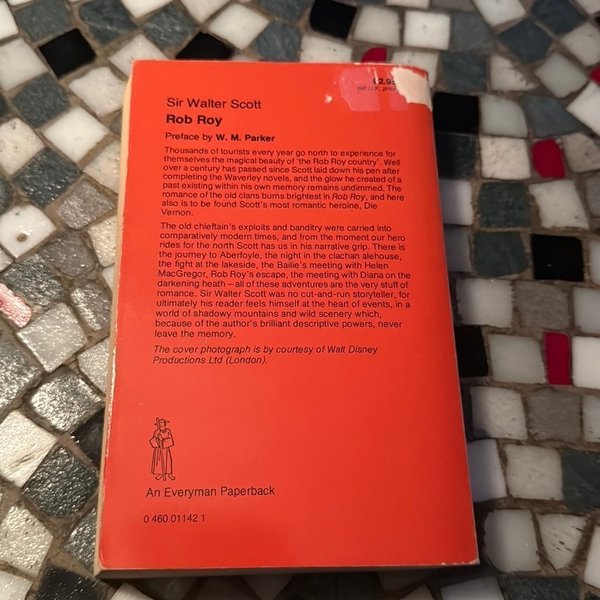 Sir Walter Scott
Rob Roy
Preface by W. M. Parker
Thousands of tourists every year go north to experience for
themselves the magical beauty of 'the Rob Roy country'. Well
over a century has passed since Scott laid down his pen after
completing the Waverley novels, and the glow he created of a
past existing within his own memory remains undimmed. The
romance of the old clans burns brightest in Rob Roy, and here
also is to be found Scott's most romantic heroine, Die
Vernon.
The old chieftain's exploits and banditry were carried into
comparatively modern times, and from the moment our hero
rides for the north Scott has us in his narrative grip. There is
the journey to Aberfoyle, the night in the clachan alehouse,
the fight at the lakeside, the Bailie's meeting with Helen
MacGregor, Rob Roy's escape, the meeting with Diana on the
darkening heath – all of these adventures are the very stuff of
romance. Sir Walter Scott was no cut-and-run storyteller, for
ultimately his reader feels himself at the heart of events, in a
world of shadowy mountains and wild scenery which,
because of the author's brilliant descriptive powers, never
leave the memory.
The cover photograph is by courtesy of Walt Disney
Productions Ltd (London).
An Everyman Paperback
0 460 01142 1